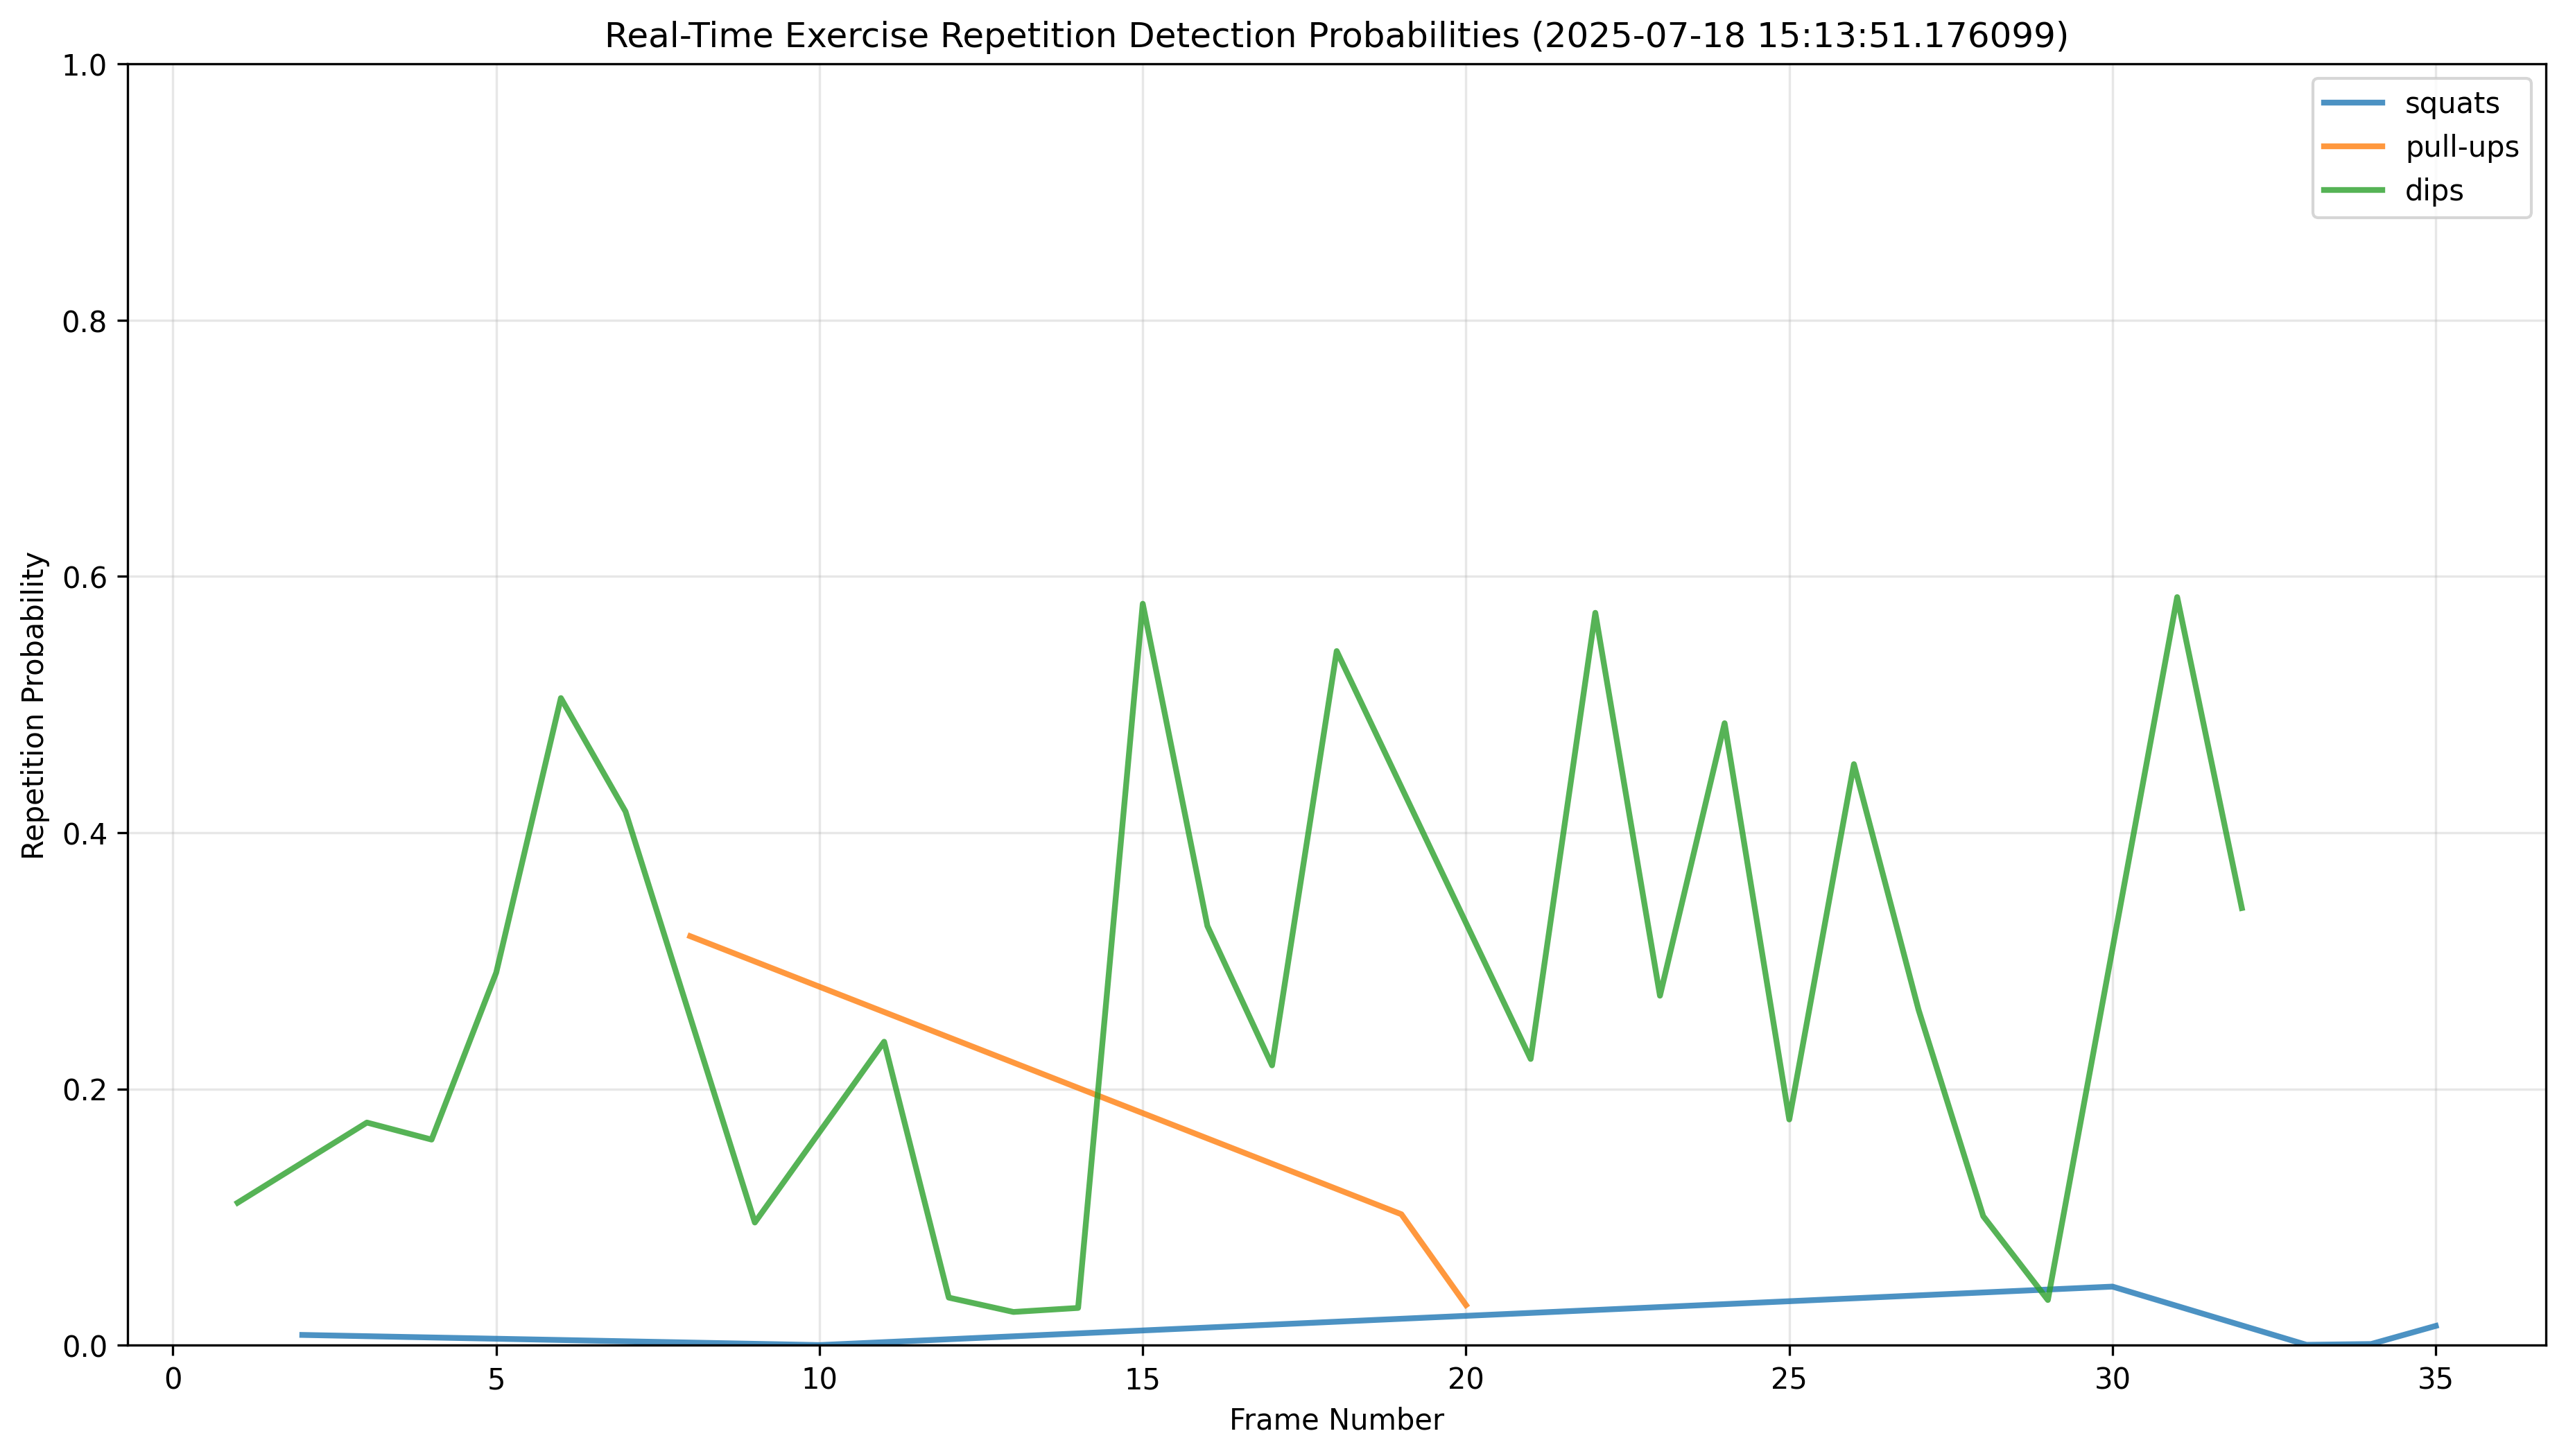 Real-Time Exercise Repetition Detection Probabilities (2025-07-18 15:13:51.176099)
squats
pull-ups
dips
Repetition Probability
1.0
0.8
0.6
0.4
0.2
0.0
0 5 10 15 20 25 30 35
Frame Number